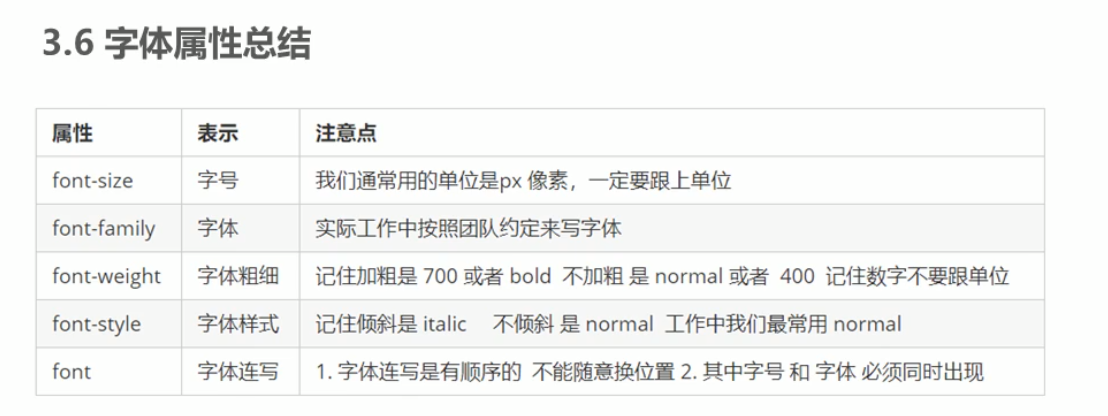 3.6 字体属性总结
属性 表示 注意点
font-size 字号 我们通常用的单位是px 像素，一定要跟上单位
font-family 字体 实际工作中按照团队约定来写字体
font-weight 字体粗细 记住加粗是 700 或者 bold 不加粗 是 normal 或者 400 记住数字不要跟单位
font-style 字体样式 记住倾斜是 italic 不倾斜 是 normal 工作中我们最常用 normal
font 字体连写 1. 字体连写是有顺序的 不能随意换位置 2. 其中字号 和 字体 必须同时出现